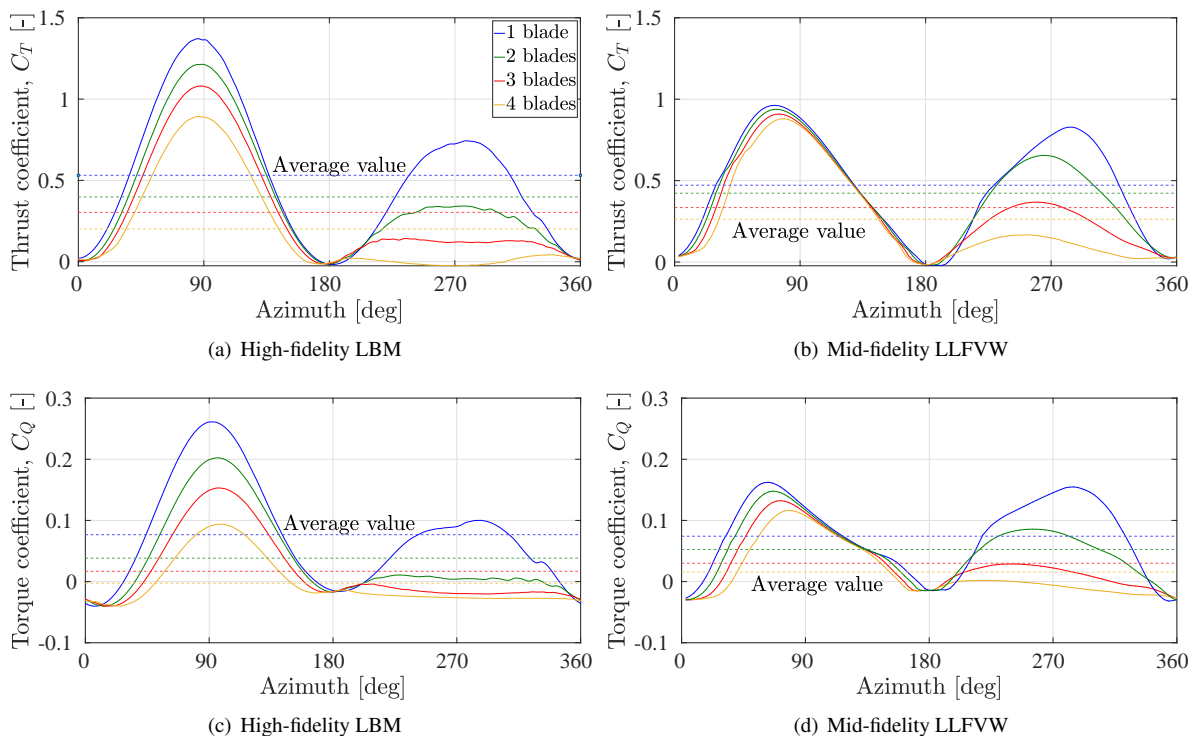 Thrust coefficient, C_T [-]
1.5
1
0.5
0
1 blade
2 blades
3 blades
4 blades
Average value
0 90 180 270 360
Azimuth [deg]
(a) High-fidelity LBM
Thrust coefficient, C_T [-]
1.5
1
0.5
0
Average value
0 90 180 270 360
Azimuth [deg]
(b) Mid-fidelity LLFVW
Torque coefficient, C_Q [-]
0.3
0.2
0.1
0
-0.1
Average value
0 90 180 270 360
Azimuth [deg]
(c) High-fidelity LBM
Torque coefficient, C_Q [-]
0.3
0.2
0.1
0
-0.1
Average value
0 90 180 270 360
Azimuth [deg]
(d) Mid-fidelity LLFVW